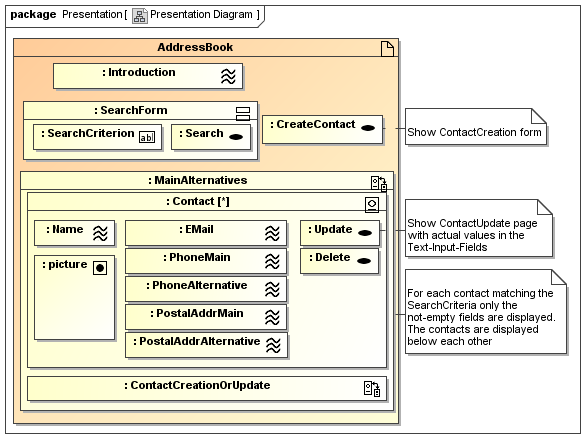 package Presentation [ Presentation Diagram ]
AddressBook
: Introduction
: SearchForm
: SearchCriterion
abl
: Search
: CreateContact
Show ContactCreation form
: MainAlternatives
: Contact [*]
: Name
: EMail
: Update
Show ContactUpdate page
with actual values in the
Text-Input-Fields
: picture
: PhoneMain
: Delete
: PhoneAlternative
: PostalAddrMain
: PostalAddrAlternative
For each contact matching the
SearchCriteria only the
not-empty fields are displayed.
The contacts are displayed
below each other
: ContactCreationOrUpdate